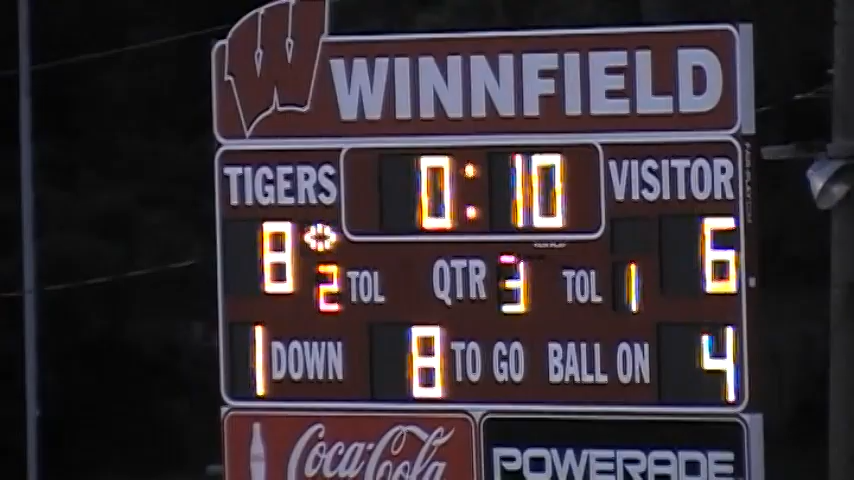 W WINNFIELD
TIGERS 0:10 VISITOR
8 6
2 TOL QTR 3 TOL 1
1 DOWN 8 TO GO BALL ON 4
Coca-Cola POWERADE